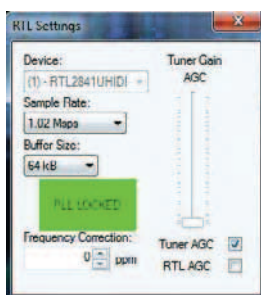 RTL Settings
Device:
(1) - RTL2841UHIDI
Tuner Gain
AGC
Sample Rate:
1.02 Msps
Buffer Size:
64 kB
PLL LOCKED
Frequency Correction:
0 ppm
Tuner AGC
RTL AGC